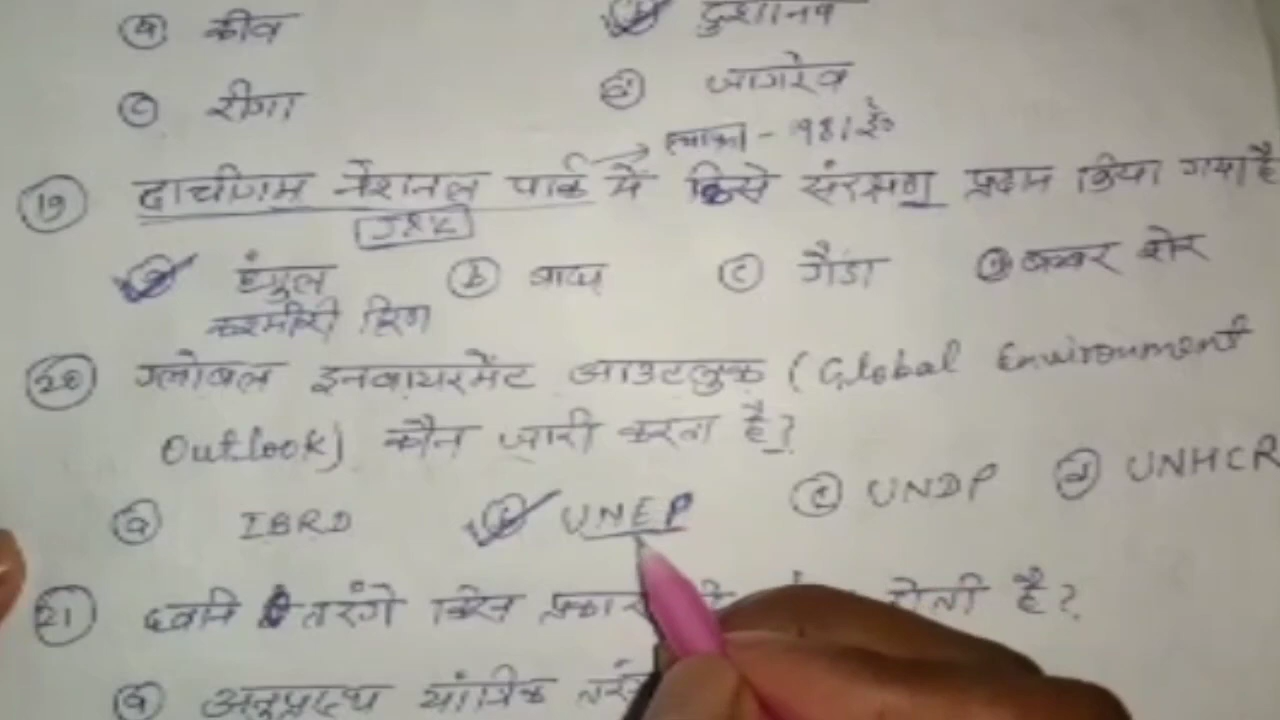 ⓐ कीव ⓑ दुशानबे
ⓒ रीगा ⓓ जागरेव
स्थापना - 1981 ई०
⑲ दाचीगाम नेशनल पार्क में किसे संरक्षण प्रदान किया गया है
J&K
ⓐ हंगुल ⓑ बाघ ⓒ गैंडा ⓓ बब्बर शेर
कश्मीरी हिरण
⑳ ग्लोबल इनवायरमेंट आउटलुक (Global Environment
Outlook) कौन जारी करता है?
ⓐ IBRD ⓑ UNEP ⓒ UNDP ⓓ UNHCR
㉑ ध्वनि तरंगे किस होती है?
ⓐ अनुप्रस्थ यांत्रिक